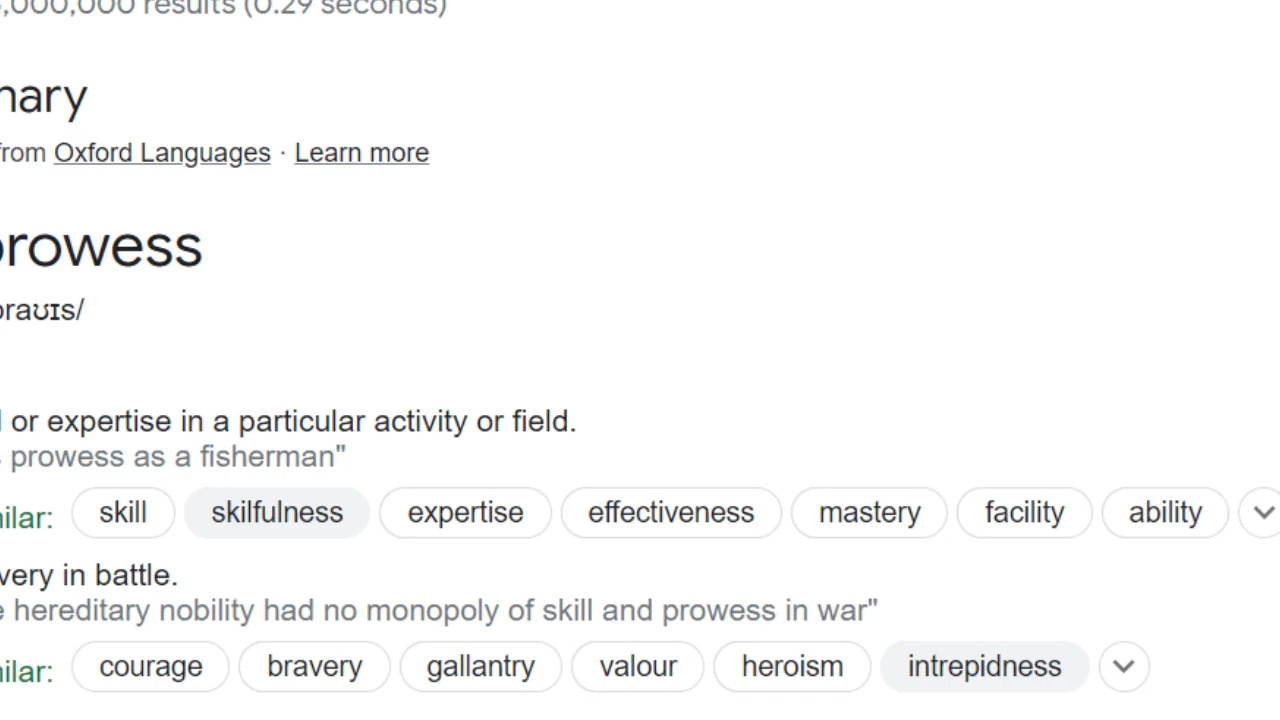 ,000,000 results (0.29 seconds)
nary
from Oxford Languages · Learn more
prowess
praʊɪs/
l or expertise in a particular activity or field.
s prowess as a fisherman"
nilar: skill skilfulness expertise effectiveness mastery facility ability
very in battle.
e hereditary nobility had no monopoly of skill and prowess in war"
nilar: courage bravery gallantry valour heroism intrepidness